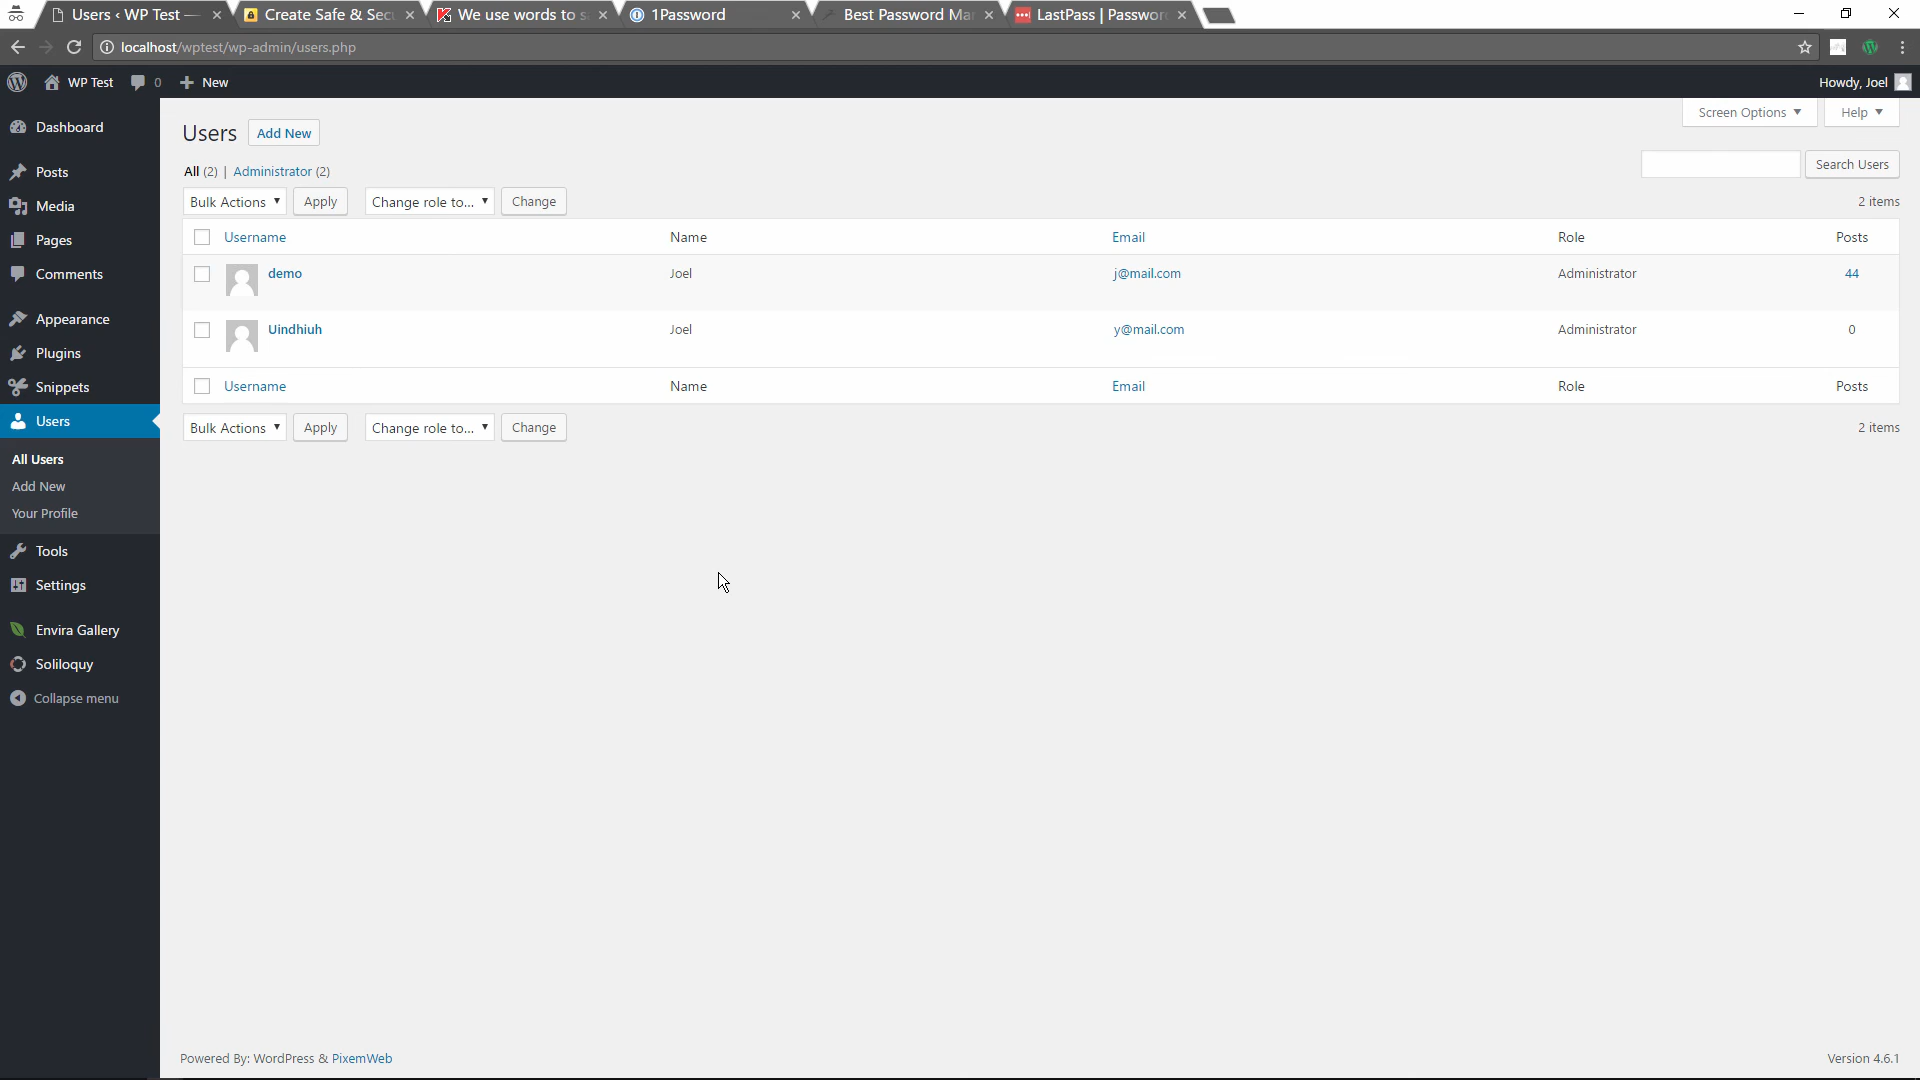 Users ‹ WP Test —
Create Safe & Secu
We use words to s
1Password
Best Password Ma
LastPass | Passwor
localhost/wptest/wp-admin/users.php
WP Test
0
New
Howdy, Joel
Dashboard
Posts
Media
Pages
Comments
Appearance
Plugins
Snippets
Users
All Users
Add New
Your Profile
Tools
Settings
Envira Gallery
Soliloquy
Collapse menu
Screen Options ▼
Help ▼
Users
Add New
All (2) | Administrator (2)
Search Users
Bulk Actions ▼
Apply
Change role to... ▼
Change
2 items
Username Name Email Role Posts
demo Joel j@mail.com Administrator 44
Uindhiuh Joel y@mail.com Administrator 0
Username Name Email Role Posts
Bulk Actions ▼
Apply
Change role to... ▼
Change
2 items
Powered By: WordPress & PixemWeb
Version 4.6.1